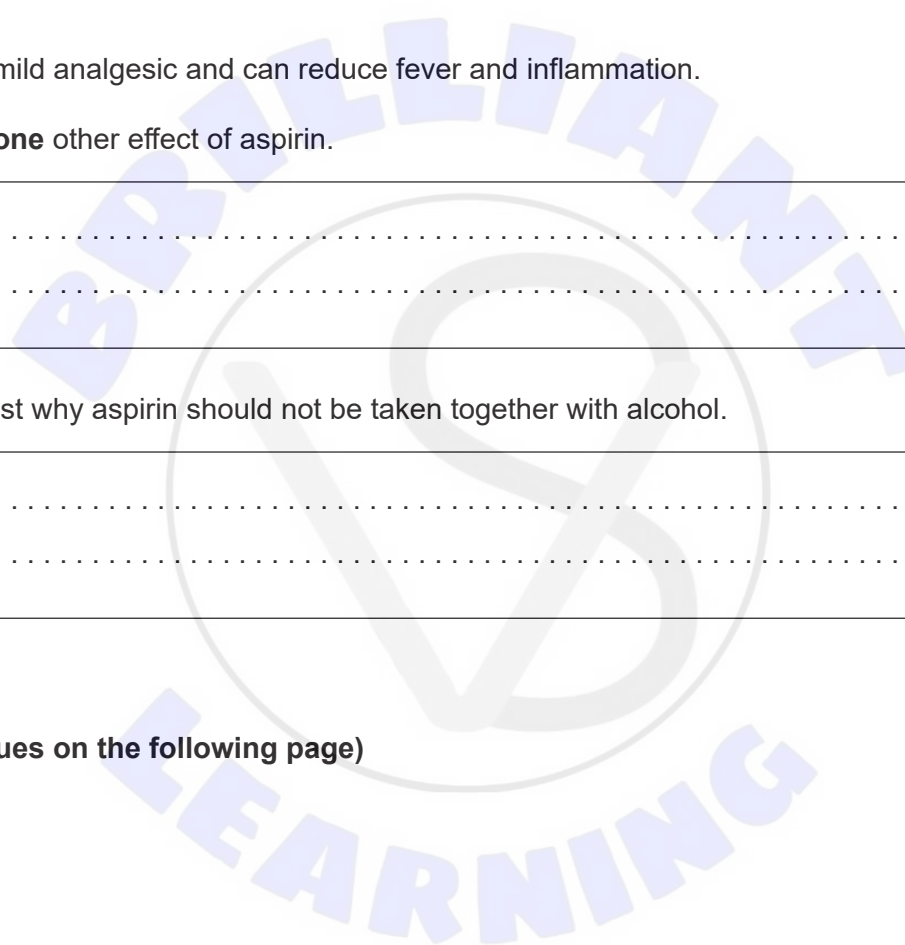 mild analgesic and can reduce fever and inflammation.
one other effect of aspirin.
. . . . . . . . . . . . . . . . . . . . . . . . . . . . . . . . . . . . . . . . . . . . . . . . . . . . . . .
. . . . . . . . . . . . . . . . . . . . . . . . . . . . . . . . . . . . . . . . . . . . . . . . . . . . . . .
st why aspirin should not be taken together with alcohol.
. . . . . . . . . . . . . . . . . . . . . . . . . . . . . . . . . . . . . . . . . . . . . . . . . . . . . . .
. . . . . . . . . . . . . . . . . . . . . . . . . . . . . . . . . . . . . . . . . . . . . . . . . . . . . . .
ues on the following page)
BRILLIANT
VS
LEARNING